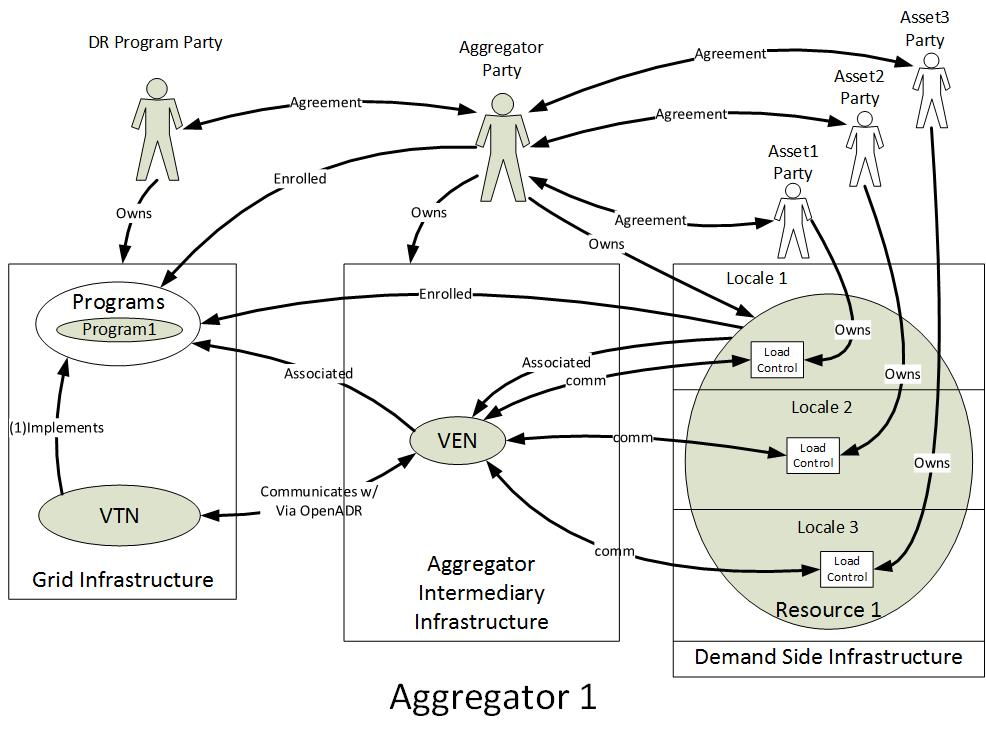 DR Program Party
Aggregator
Party
Asset3
Party
Asset2
Party
Asset1
Party
Agreement
Agreement
Agreement
Agreement
Enrolled
Owns
Owns
Owns
Locale 1
Programs
Program1
Enrolled
Owns
Associated
Associated
comm
Load
Control
Owns
Locale 2
(1)Implements
VEN
comm
Load
Control
Owns
Communicates w/
Via OpenADR
VTN
Locale 3
comm
Load
Control
Grid Infrastructure
Aggregator
Intermediary
Infrastructure
Resource 1
Demand Side Infrastructure
Aggregator 1